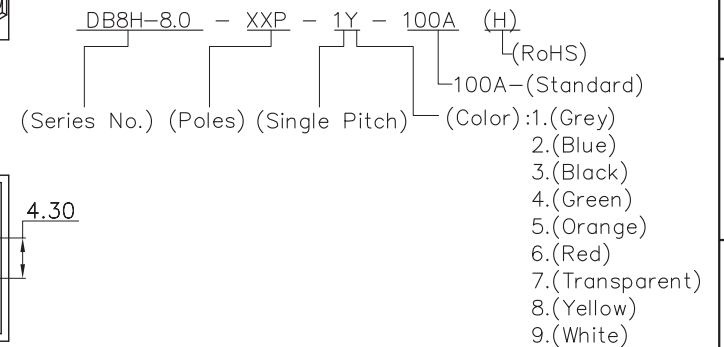 DB8H-8.0 - XXP - 1Y - 100A (H)
(RoHS)
100A-(Standard)
(Series No.) (Poles) (Single Pitch) (Color):1.(Grey)
2.(Blue)
3.(Black)
4.(Green)
5.(Orange)
6.(Red)
7.(Transparent)
8.(Yellow)
9.(White)
4.30